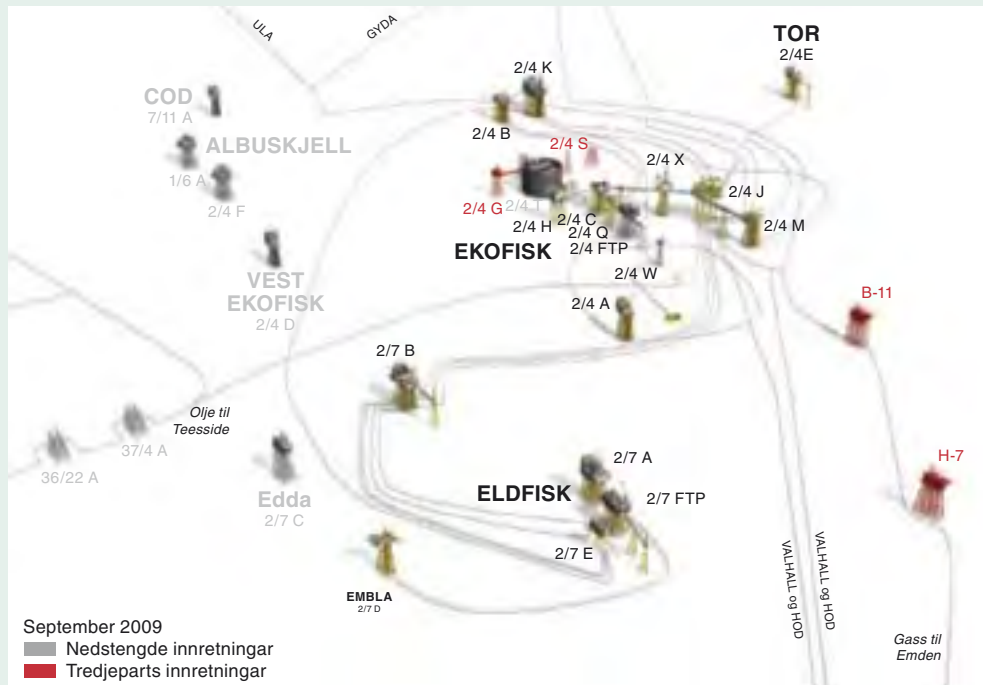 ULA
GYDA
TOR
2/4E
2/4 K
COD
7/11 A
2/4 B
ALBUSKJELL
2/4 S
2/4 X
1/6 A
2/4 F
2/4 G
2/4 T
2/4 J
2/4 H
2/4 C
2/4 M
2/4 Q
EKOFISK
2/4 FTP
VEST
EKOFISK
2/4 D
2/4 W
2/4 A
B-11
2/7 B
Olje til
Teesside
37/4 A
36/22 A
Edda
2/7 C
2/7 A
H-7
ELDFISK
2/7 FTP
2/7 E
VALHALL og HOD
VALHALL og HOD
EMBLA
2/7 D
Gass til
Emden
September 2009
Nedstengde innretningar
Tredjeparts innretningar